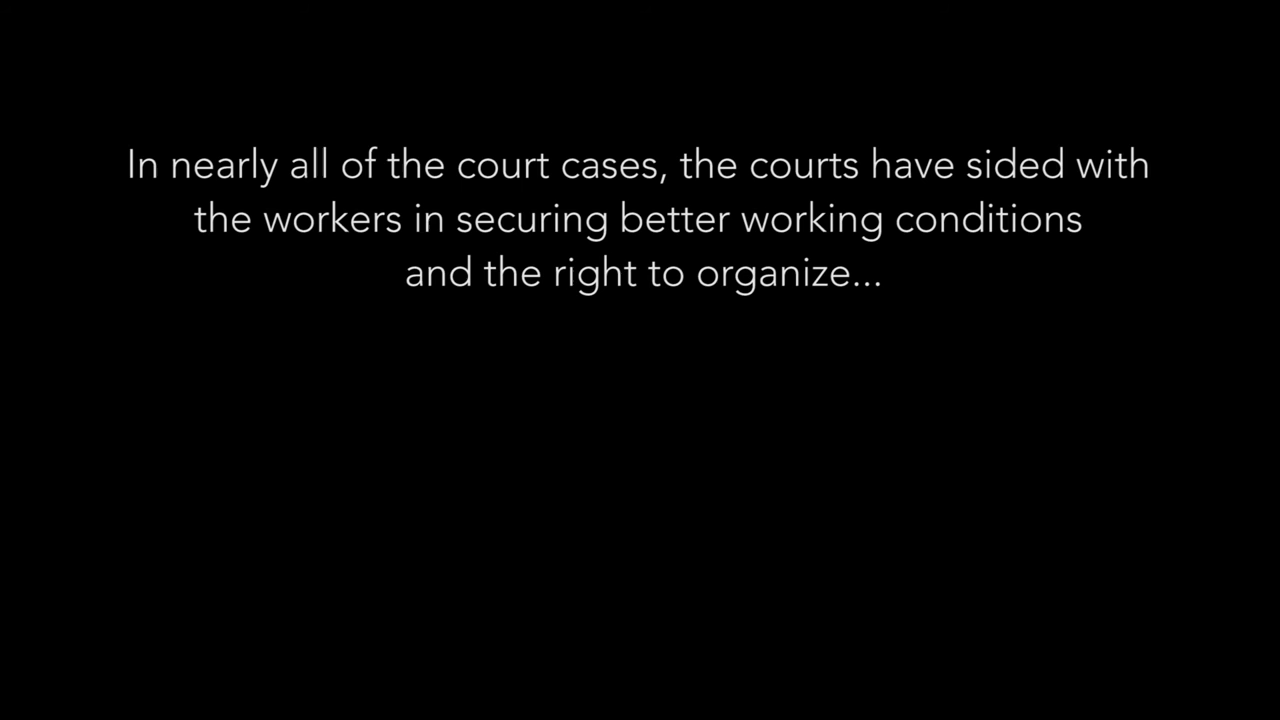 In nearly all of the court cases, the courts have sided with
the workers in securing better working conditions
and the right to organize...